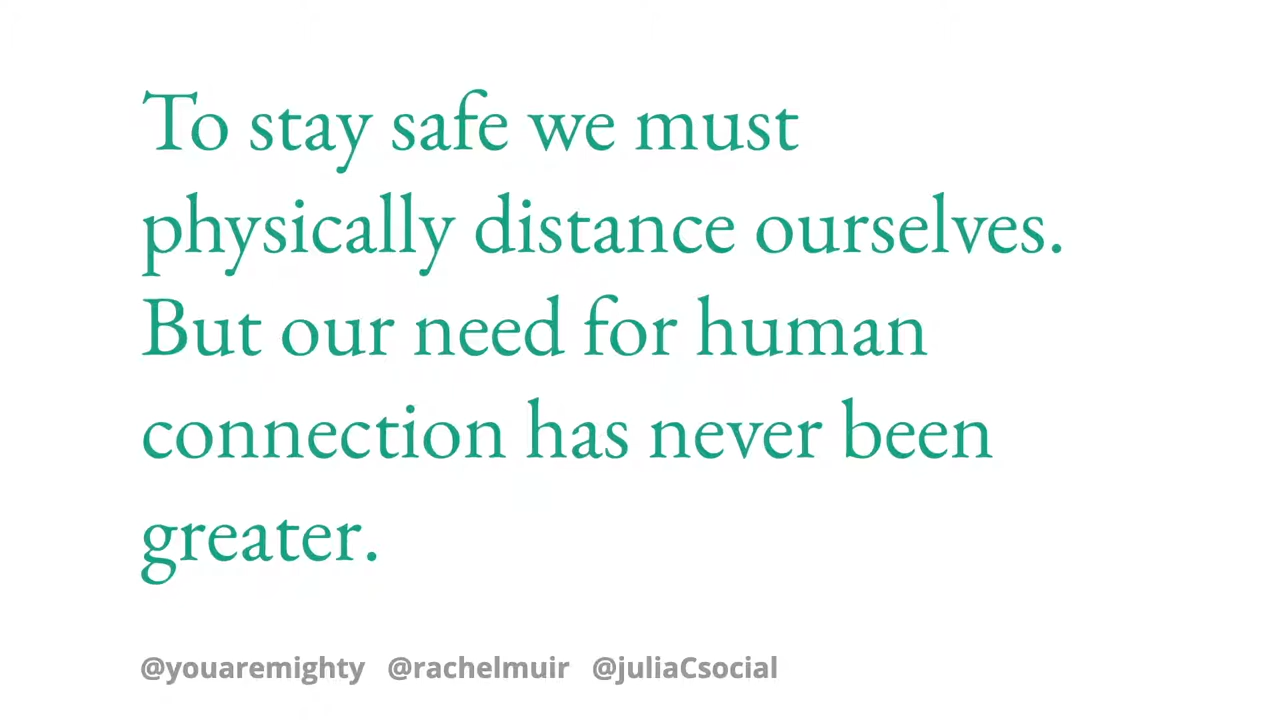 To stay safe we must
physically distance ourselves.
But our need for human
connection has never been
greater.
@youaremighty @rachelmuir @juliaCsocial